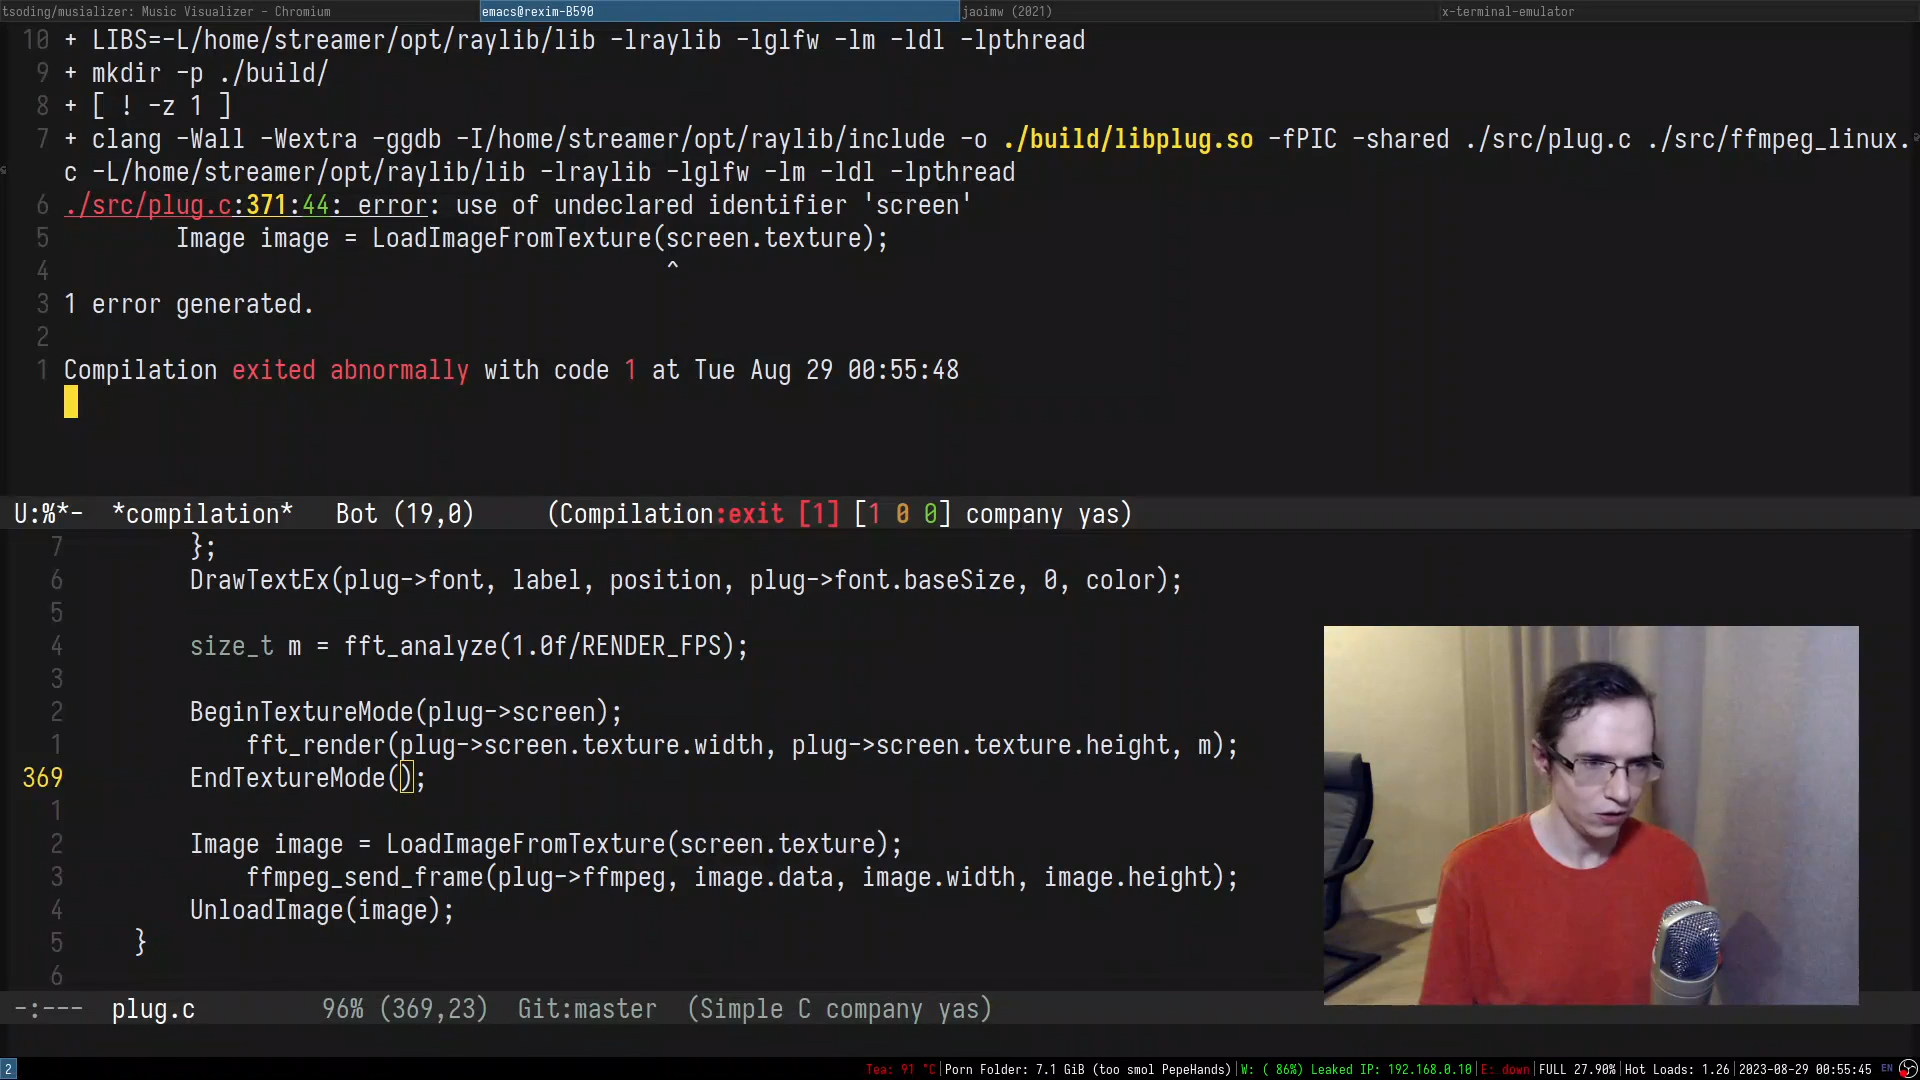 tsoding/musializer: Music Visualizer - Chromium
emacs@rexim-B590
jaoimw (2021)
x-terminal-emulator
10 + LIBS=-L/home/streamer/opt/raylib/lib -lraylib -lglfw -lm -ldl -lpthread
9 + mkdir -p ./build/
8 + [ ! -z 1 ]
7 + clang -Wall -Wextra -ggdb -I/home/streamer/opt/raylib/include -o ./build/libplug.so -fPIC -shared ./src/plug.c ./src/ffmpeg_linux.
c -L/home/streamer/opt/raylib/lib -lraylib -lglfw -lm -ldl -lpthread
6 ./src/plug.c:371:44: error: use of undeclared identifier 'screen'
5 Image image = LoadImageFromTexture(screen.texture);
4 ^
3 1 error generated.
2
1 Compilation exited abnormally with code 1 at Tue Aug 29 00:55:48
U:%*- *compilation* Bot (19,0) (Compilation:exit [1] [1 0 0] company yas)
7 };
6 DrawTextEx(plug->font, label, position, plug->font.baseSize, 0, color);
5
4 size_t m = fft_analyze(1.0f/RENDER_FPS);
3
2 BeginTextureMode(plug->screen);
1 fft_render(plug->screen.texture.width, plug->screen.texture.height, m);
369 EndTextureMode();
1
2 Image image = LoadImageFromTexture(screen.texture);
3 ffmpeg_send_frame(plug->ffmpeg, image.data, image.width, image.height);
4 UnloadImage(image);
5 }
6
-:--- plug.c 96% (369,23) Git:master (Simple C company yas)
2 Tea: 91 °C|Porn Folder: 7.1 GiB (too smol PepeHands)|W: ( 86%) Leaked IP: 192.168.0.10|E: down|FULL 27.90%|Hot Loads: 1.26|2023-08-29 00:55:45 EN